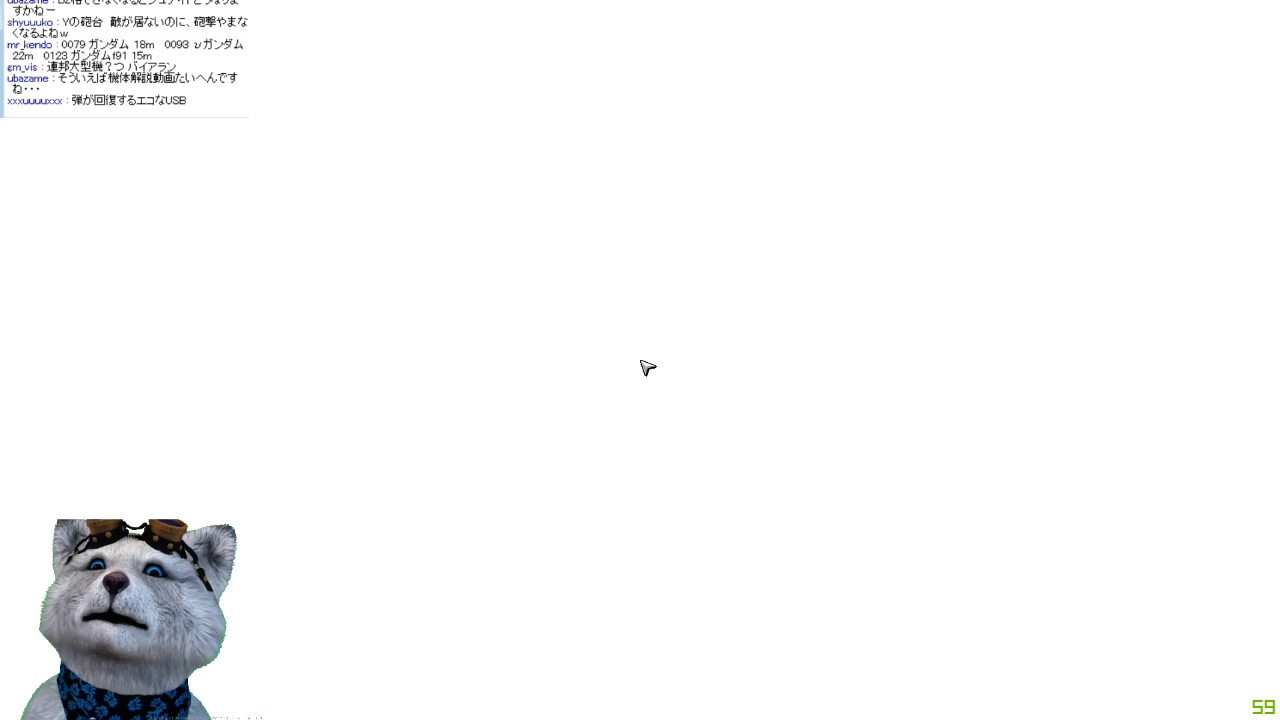 すかねー
shyuuuko : Yの砲台　敵が居ないのに、砲撃やまな
くなるよねw
mr_kendo : 0079 ガンダム 18m　0093 νガンダム
22m　0123 ガンダムf91 15m
gm_vis : 連邦大型機？つ バイアラン
ubazame : そういえば機体解説動画たいへんです
ね・・・
xxxuuuuxxx : 弾が回復するエコなUSB
59